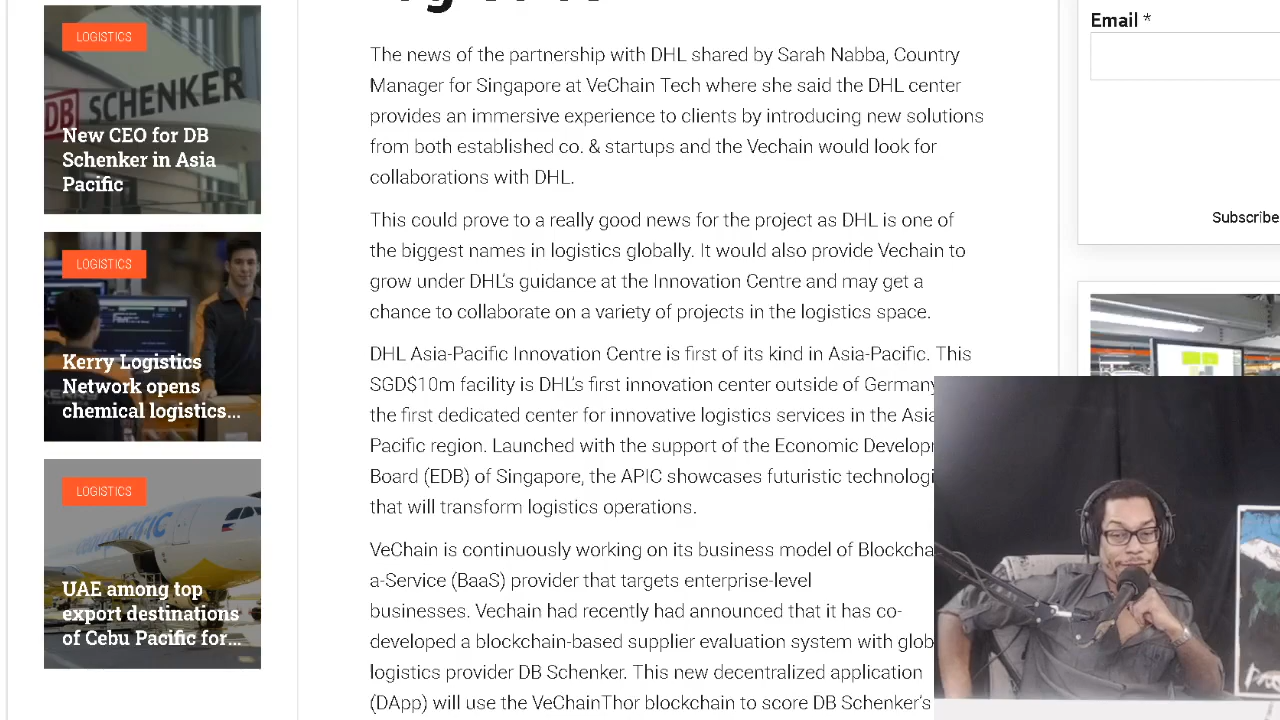 LOGISTICS
DB SCHENKER
New CEO for DB
Schenker in Asia
Pacific
LOGISTICS
Kerry Logistics
Network opens
chemical logistics...
LOGISTICS
UAE among top
export destinations
of Cebu Pacific for...
The news of the partnership with DHL shared by Sarah Nabba, Country
Manager for Singapore at VeChain Tech where she said the DHL center
provides an immersive experience to clients by introducing new solutions
from both established co. & startups and the Vechain would look for
collaborations with DHL.
This could prove to a really good news for the project as DHL is one of
the biggest names in logistics globally. It would also provide Vechain to
grow under DHL's guidance at the Innovation Centre and may get a
chance to collaborate on a variety of projects in the logistics space.
DHL Asia-Pacific Innovation Centre is first of its kind in Asia-Pacific. This
SGD$10m facility is DHL's first innovation center outside of Germany
the first dedicated center for innovative logistics services in the Asia
Pacific region. Launched with the support of the Economic
Board (EDB) of Singapore, the APIC showcases futuristic
that will transform logistics operations.
VeChain is continuously working on its business model of
a-Service (BaaS) provider that targets enterprise-level
businesses. Vechain had recently had announced that it has
developed a blockchain-based supplier evaluation system with
logistics provider DB Schenker. This new decentralized application
(DApp) will use the VeChainThor blockchain to score DB Schenker's
Email *
Subscribe